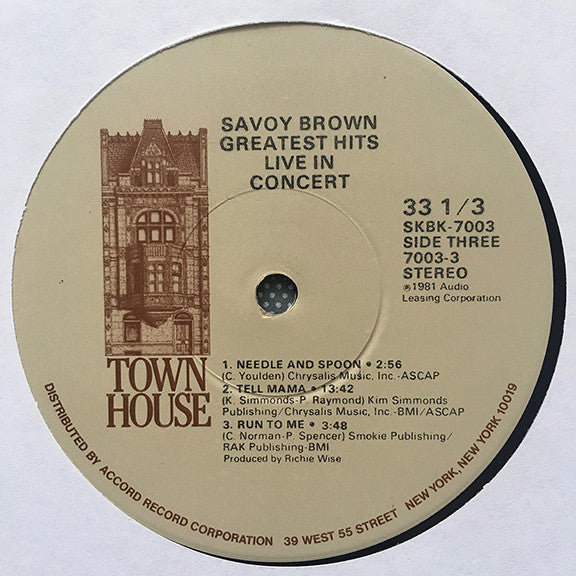 SAVOY BROWN
GREATEST HITS
LIVE IN
CONCERT
33 1/3
SKBK-7003
SIDE THREE
7003-3
STEREO
℗1981 Audio
Leasing Corporation
TOWN
HOUSE
1. NEEDLE AND SPOON • 2:56
(C. Youlden) Chrysalis Music, Inc.-ASCAP
2. TELL MAMA • 13:42
(K. Simmonds-P. Raymond) Kim Simmonds
Publishing/Chrysalis Music, Inc.-BMI/ASCAP
3. RUN TO ME • 3:48
(C. Norman-P. Spencer) Smokie Publishing/
RAK Publishing-BMI
Produced by Richie Wise
DISTRIBUTED BY ACCORD RECORD CORPORATION 39 WEST 55 STREET NEW YORK, NEW YORK 10019